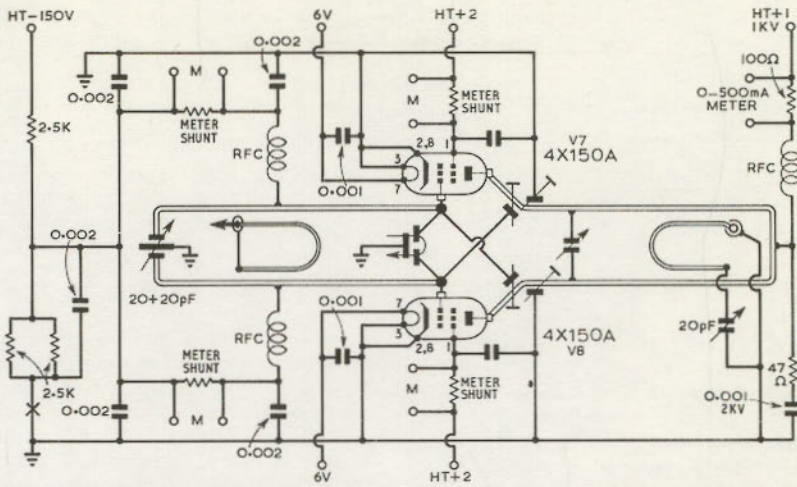 HT-150V
6V
HT+2
HT+1
1KV
0.002
0.002
100Ω
M
M
METER
SHUNT
0-500mA
METER
2.5K
METER
SHUNT
RFC
2,8
1
3
7
0.001
V7
4X150A
RFC
0.002
20+20pF
0.001
7
3
2,8
1
4X150A
V8
20pF
RFC
2.5K
METER
SHUNT
0.002
M
0.002
M
METER
SHUNT
47
Ω
0.001
2KV
6V
HT+2